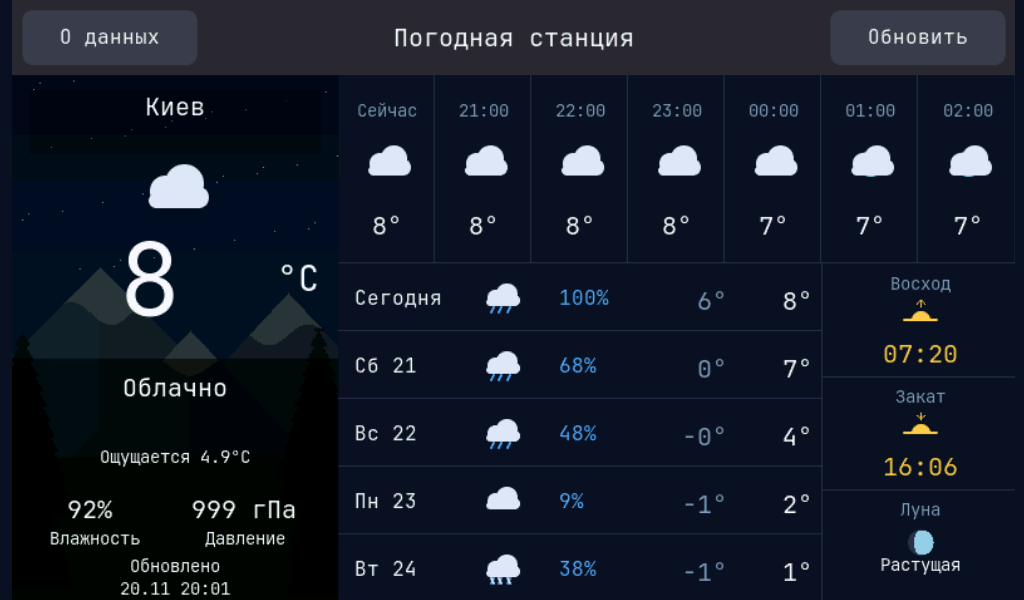 О данных
Погодная станция
Обновить
Киев
8 °C
Облачно
Ощущается 4.9°C
92% 999 гПа
Влажность Давление
Обновлено
20.11 20:01
Сейчас 21:00 22:00 23:00 00:00 01:00 02:00
8° 8° 8° 8° 7° 7° 7°
Сегодня 100% 6° 8°
Сб 21 68% 0° 7°
Вс 22 48% -0° 4°
Пн 23 9% -1° 2°
Вт 24 38% -1° 1°
Восход
07:20
Закат
16:06
Луна
Растущая